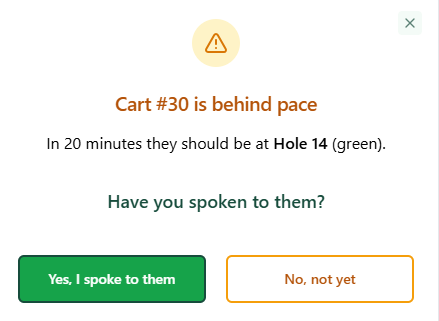 Cart #30 is behind pace
In 20 minutes they should be at Hole 14 (green).
Have you spoken to them?
Yes, I spoke to them
No, not yet